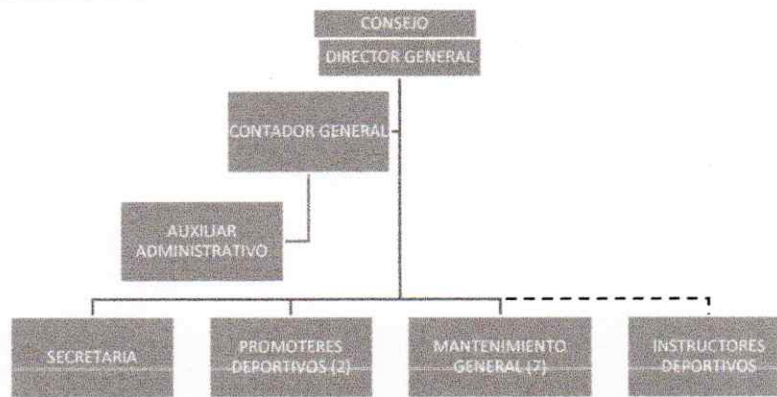 CONSEJO
DIRECTOR GENERAL
CONTADOR GENERAL
AUXILIAR
ADMINISTRATIVO
SECRETARIA
PROMOTERES
DEPORTIVOS (2)
MANTENIMIENTO
GENERAL (7)
INSTRUCTORES
DEPORTIVOS